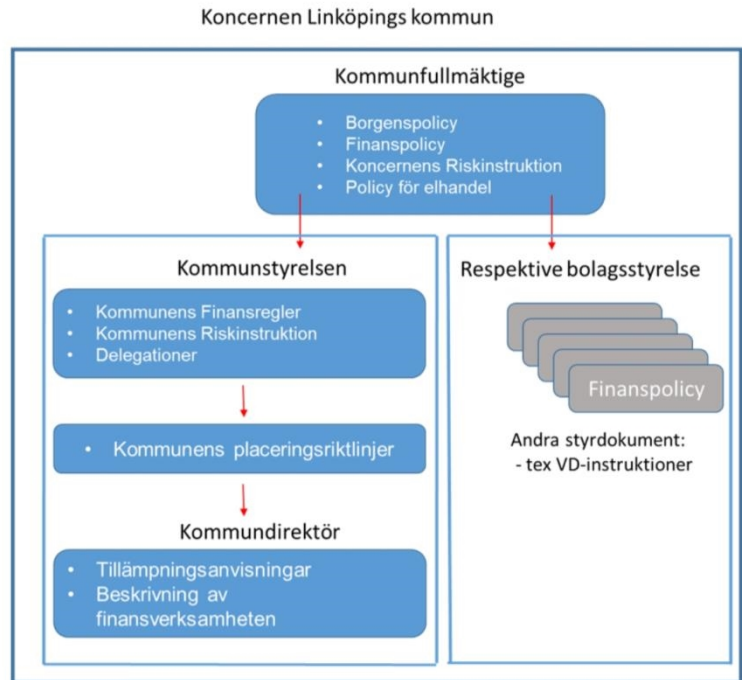 Koncernen Linköpings kommun
Kommunfullmäktige
• Borgenspolicy
• Finanspolicy
• Koncernens Riskinstruktion
• Policy för elhandel
Kommunstyrelsen
• Kommunens Finansregler
• Kommunens Riskinstruktion
• Delegationer
• Kommunens placeringsriktlinjer
Kommundirektör
• Tillämpningsanvisningar
• Beskrivning av
finansverksamheten
Respektive bolagsstyrelse
Finanspolicy
Andra styrdokument:
- tex VD-instruktioner